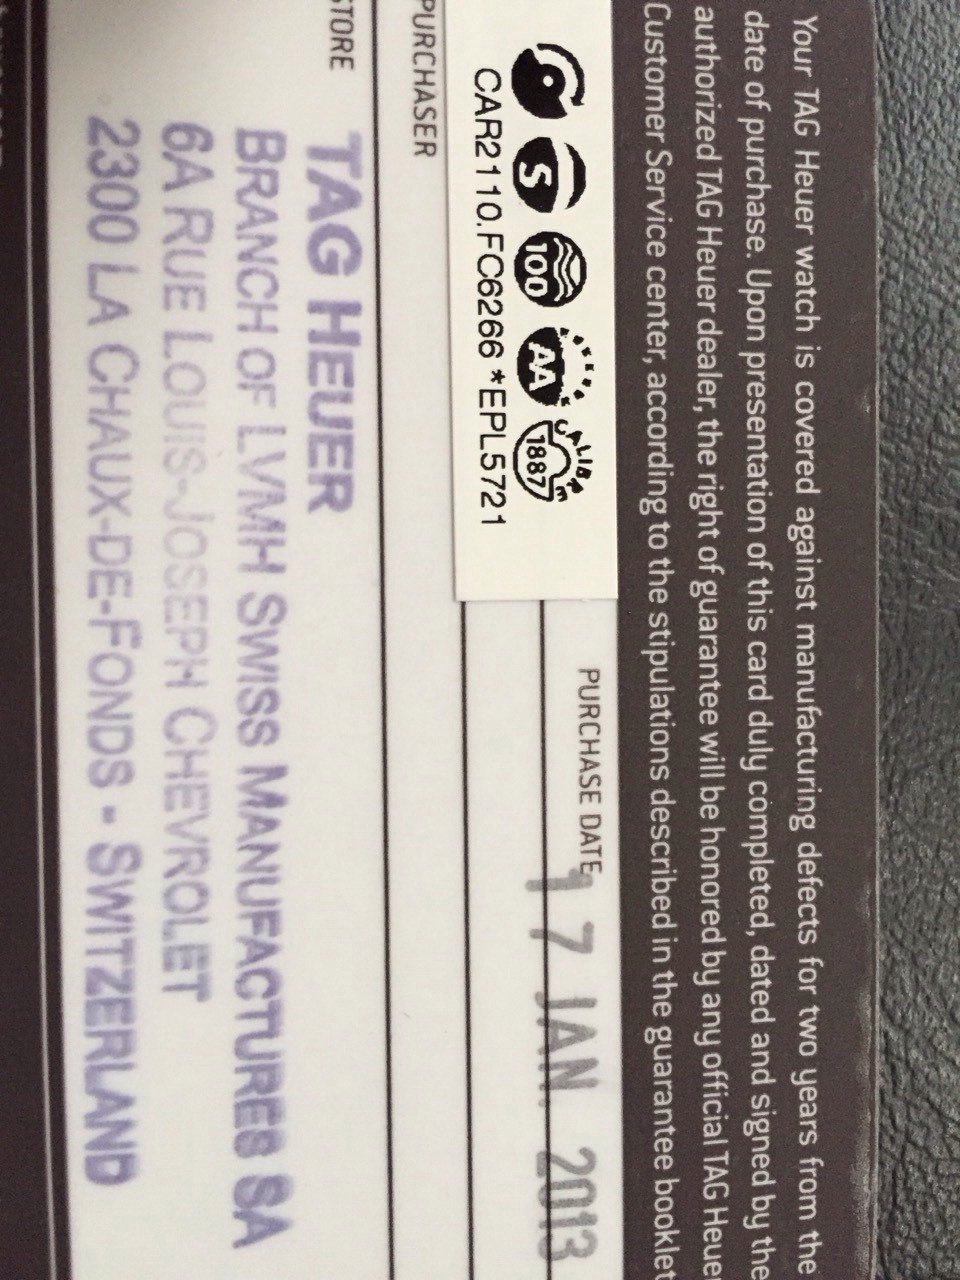 Your TAG Heuer watch is covered against manufacturing defects for two years from the
date of purchase. Upon presentation of this card duly completed, dated and signed by the
authorized TAG Heuer dealer, the right of guarantee will be honored by any official TAG Heuer
Customer Service center, according to the stipulations described in the guarantee booklet
S 100 AA CALIBRE 1887
CAR2110.FC6266 *EPL5721
PURCHASE DATE
17 JAN. 2013
PURCHASER
STORE
TAG HEUER
BRANCH OF LVMH SWISS MANUFACTURES SA
6A RUE LOUIS-JOSEPH CHEVROLET
2300 LA CHAUX-DE-FONDS - SWITZERLAND